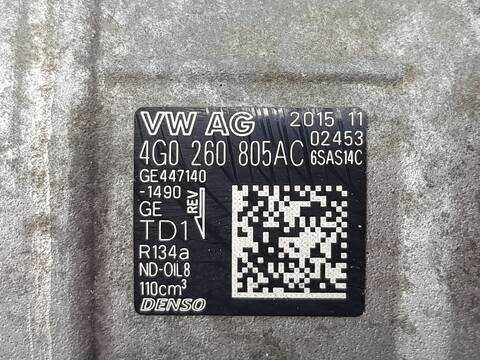 VW AG 2015 11
02453
4G0 260 805AC 6SAS14C
GE447140
-1490
GE REV
TD1
R134a
ND-OIL8
110cm³
DENSO